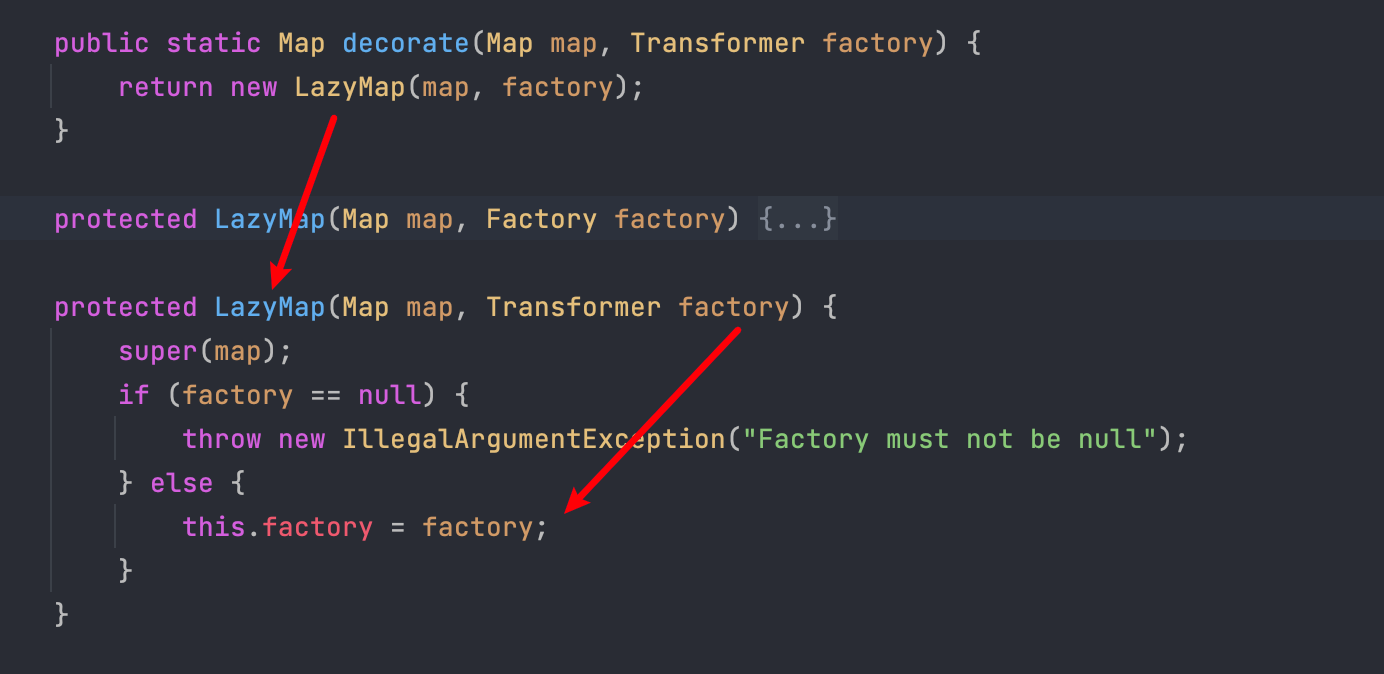 public static Map decorate(Map map, Transformer factory) {
    return new LazyMap(map, factory);
}
protected LazyMap(Map map, Factory factory) {...}
protected LazyMap(Map map, Transformer factory) {
    super(map);
    if (factory == null) {
        throw new IllegalArgumentException("Factory must not be null");
    } else {
        this.factory = factory;
    }
}